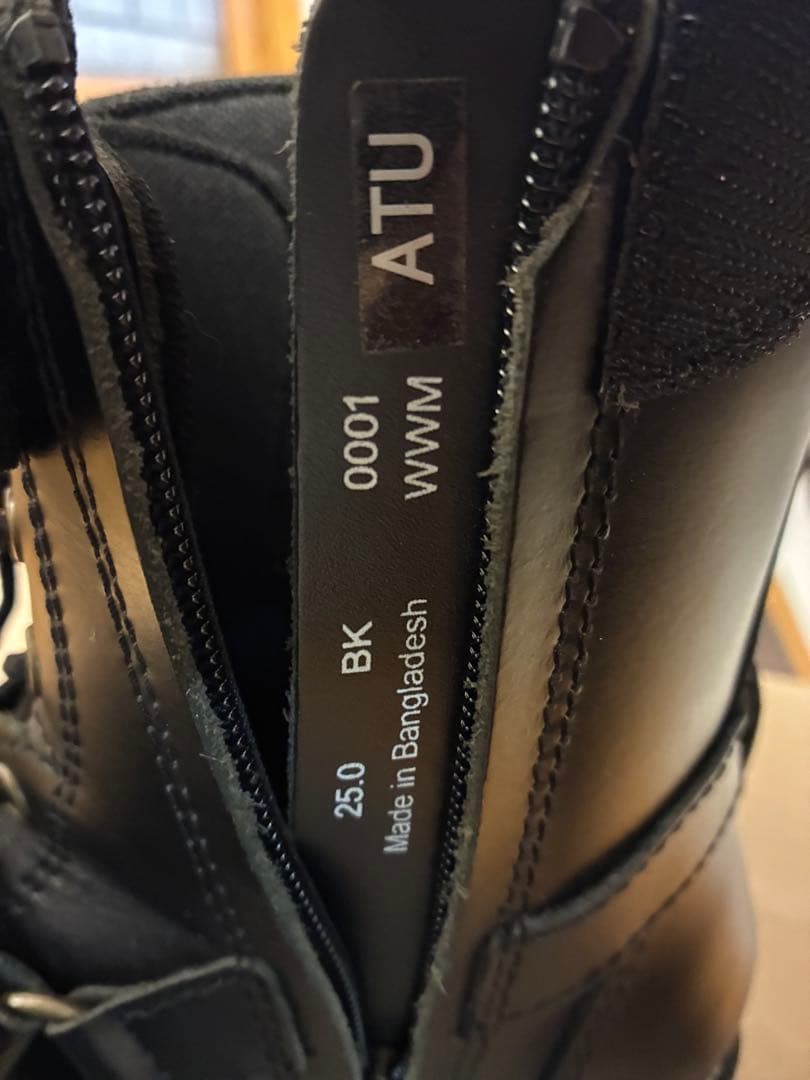 25.0 BK 0001
Made in Bangladesh WWM
ATU